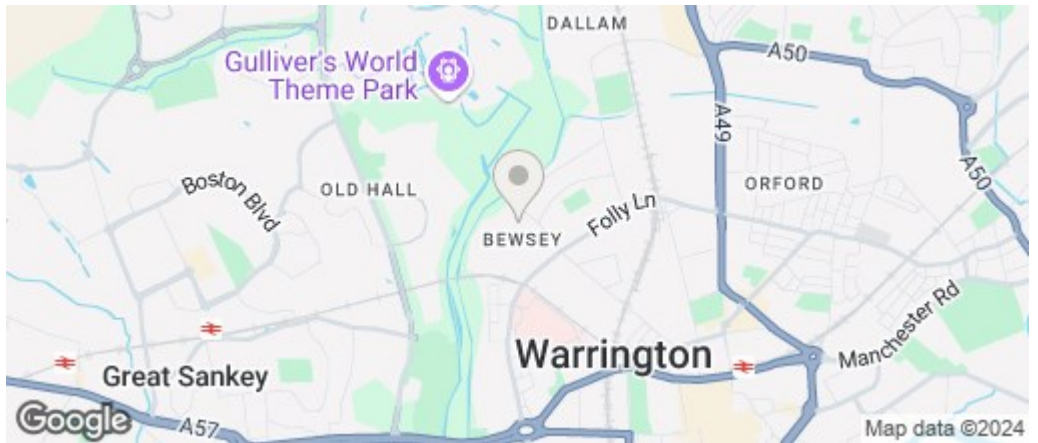 DALLAM
A50
Gulliver's World
Theme Park
A49
A50
Boston Blvd
OLD HALL
ORFORD
Folly Ln
BEWSEY
Manchester Rd
Warrington
Great Sankey
A57
Google
Map data ©2024